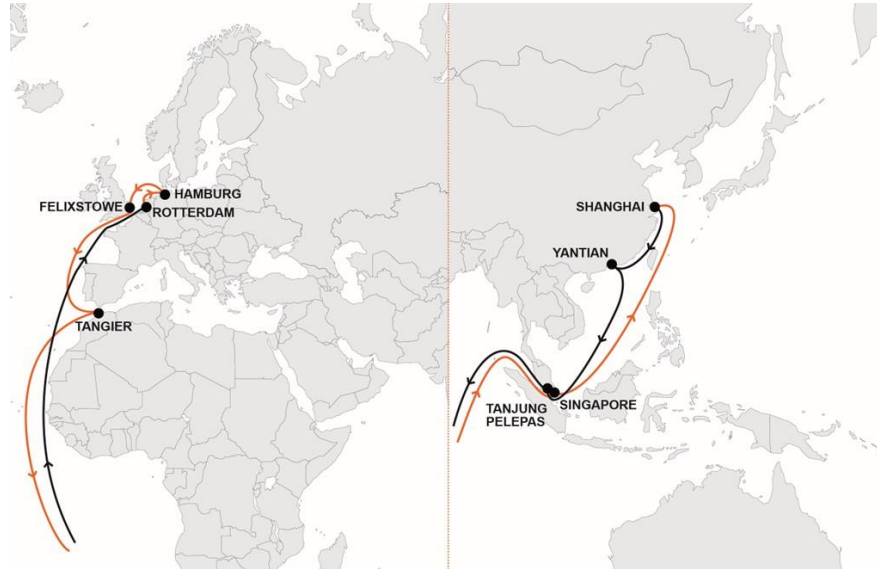 HAMBURG
FELIXSTOWE
ROTTERDAM
TANGIER
SHANGHAI
YANTIAN
TANJUNG
PELEPAS
SINGAPORE